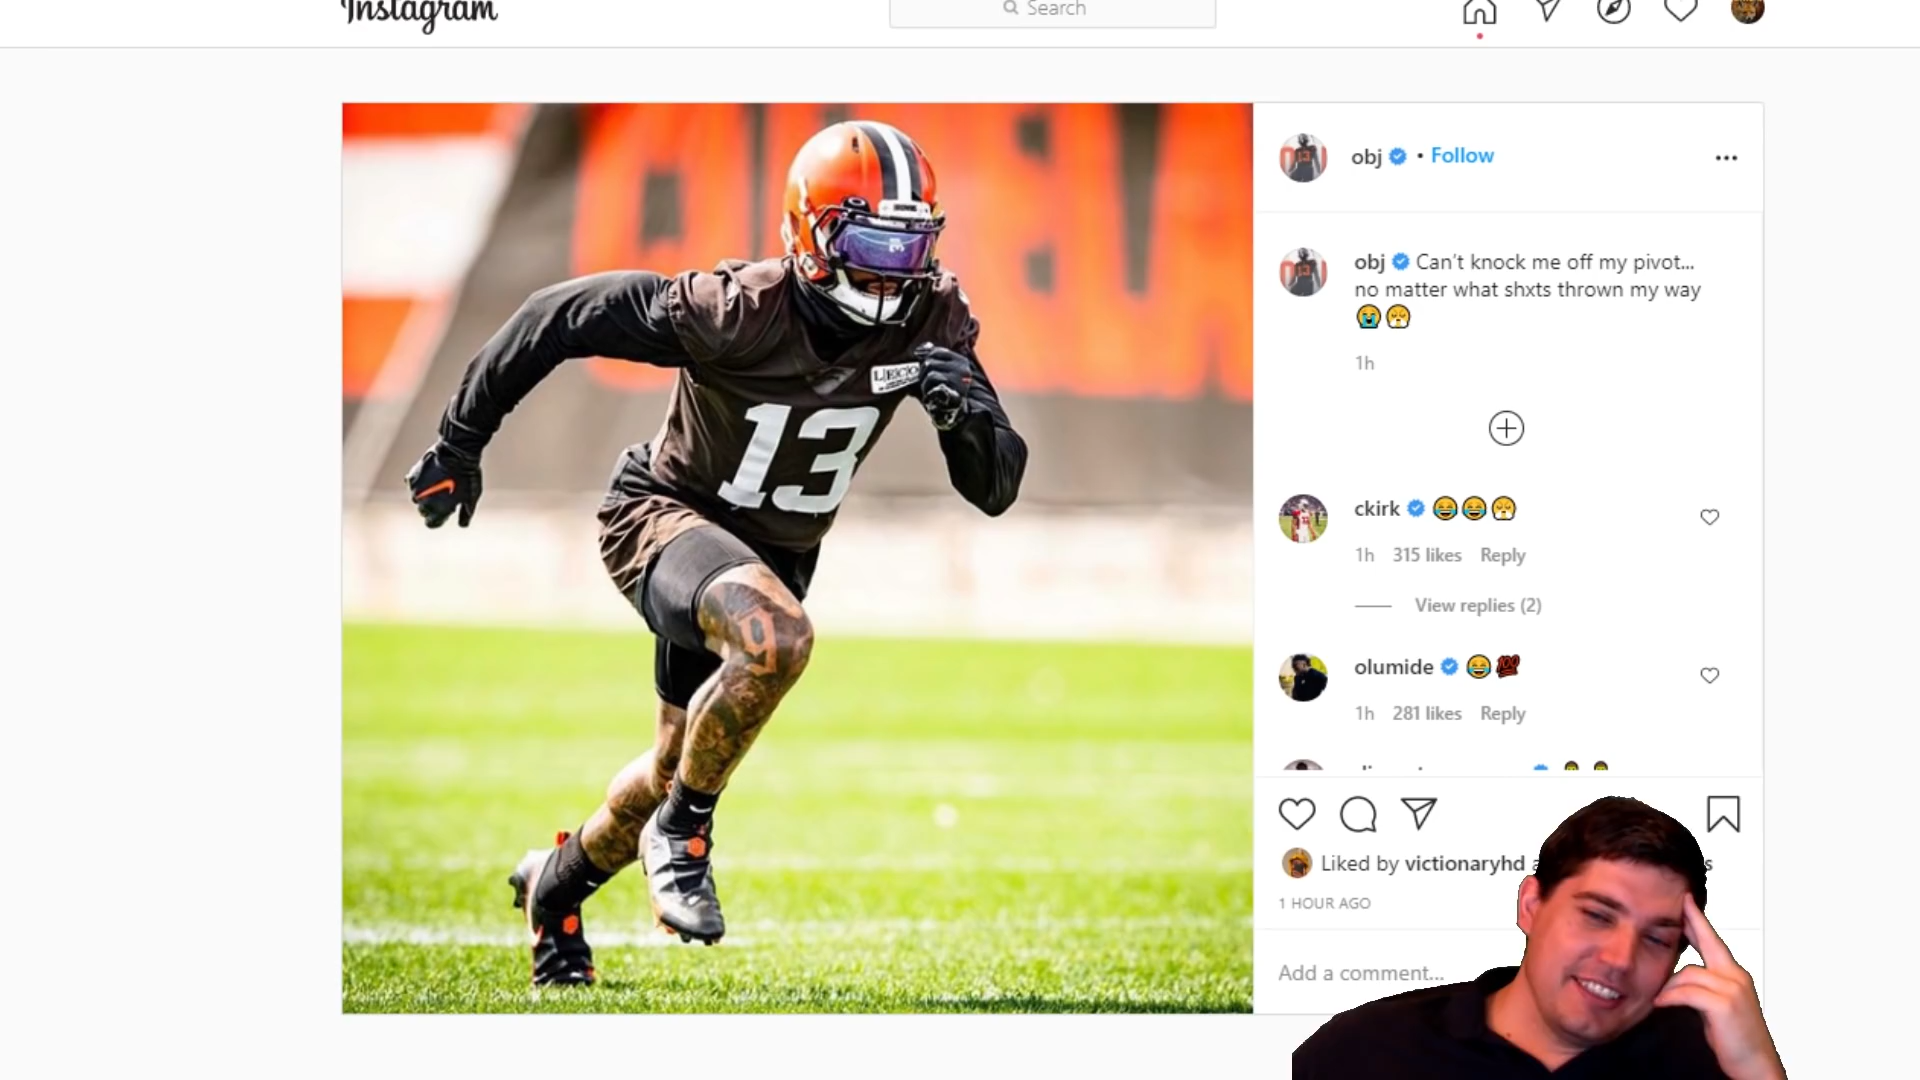 Instagram
Search
obj • Follow
obj Can't knock me off my pivot...
no matter what shxts thrown my way
1h
ckirk
1h 315 likes Reply
View replies (2)
olumide 100
1h 281 likes Reply
Liked by victionaryhd
1 HOUR AGO
Add a comment...
13